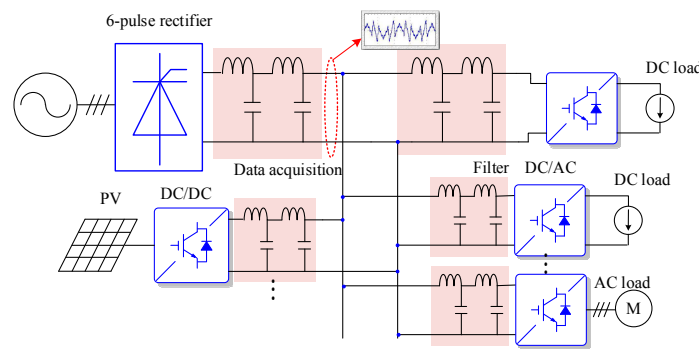 6-pulse rectifier
DC load
Data acquisition
Filter
DC/AC
PV
DC/DC
DC load
AC load
M